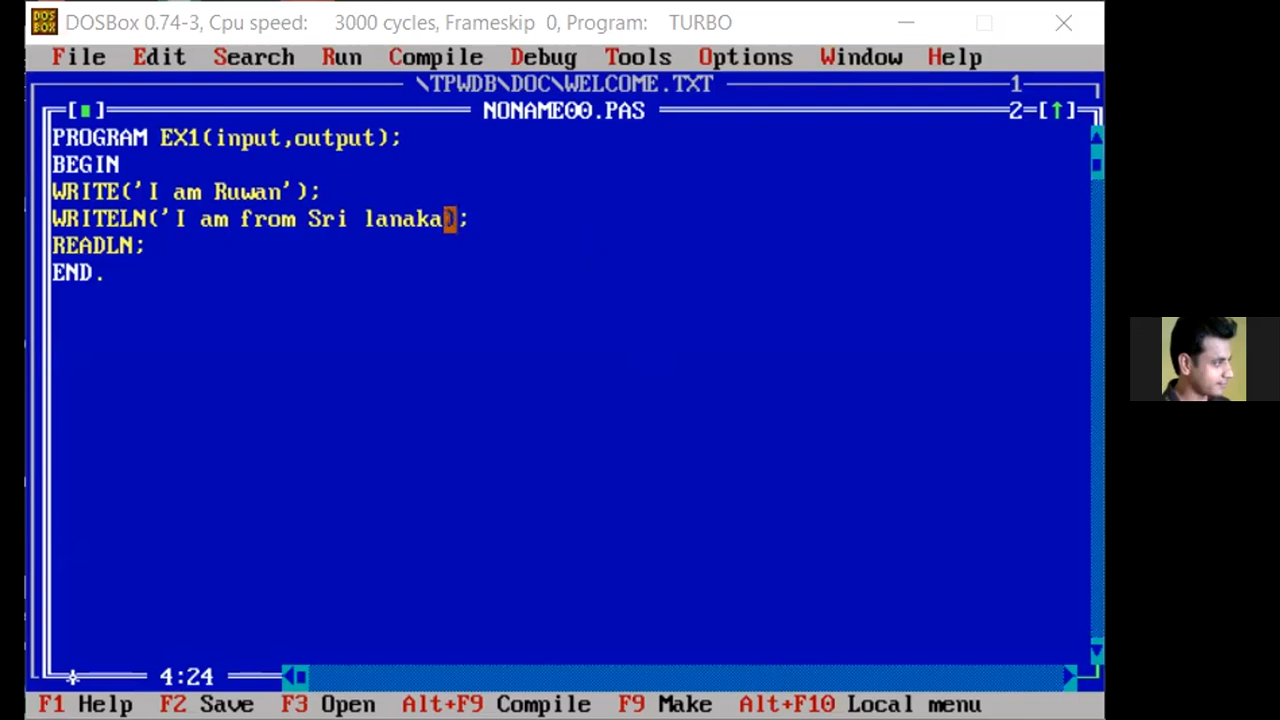 DOSBox 0.74-3, Cpu speed: 3000 cycles, Frameskip 0, Program: TURBO
File Edit Search Run Compile Debug Tools Options Window Help
\TPWDB\DOC\WELCOME.TXT 1
[■] NONAME00.PAS 2=[↑]
PROGRAM EX1(input,output);
BEGIN
WRITE('I am Ruwan');
WRITELN('I am from Sri lanaka);
READLN;
END.
4:24
F1 Help F2 Save F3 Open Alt+F9 Compile F9 Make Alt+F10 Local menu